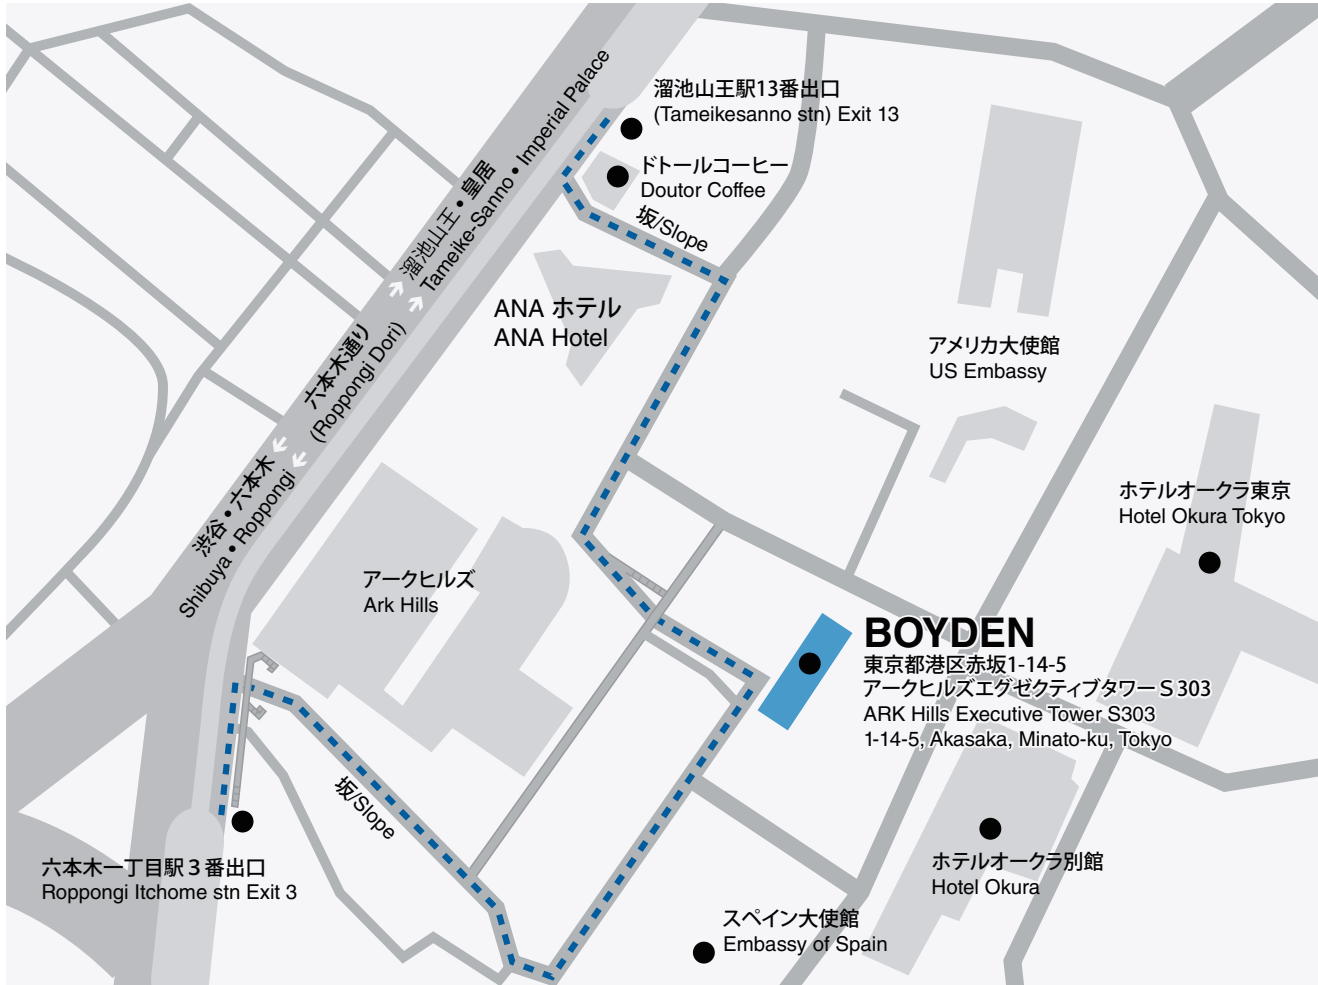 溜池山王駅13番出口
(Tameikesanno stn) Exit 13
ドトールコーヒー
Doutor Coffee
坂/Slope
溜池山王・皇居
Tameike-Sanno • Imperial Palace
ANA ホテル
ANA Hotel
六本木通り
(Roppongi Dori)
アメリカ大使館
US Embassy
渋谷・六本木
Shibuya • Roppongi
ホテルオークラ東京
Hotel Okura Tokyo
アークヒルズ
Ark Hills
BOYDEN
東京都港区赤坂1-14-5
アークヒルズエグゼクティブタワー S 303
ARK Hills Executive Tower S303
1-14-5, Akasaka, Minato-ku, Tokyo
坂/Slope
六本木一丁目駅 3 番出口
Roppongi Itchome stn Exit 3
ホテルオークラ別館
Hotel Okura
スペイン大使館
Embassy of Spain